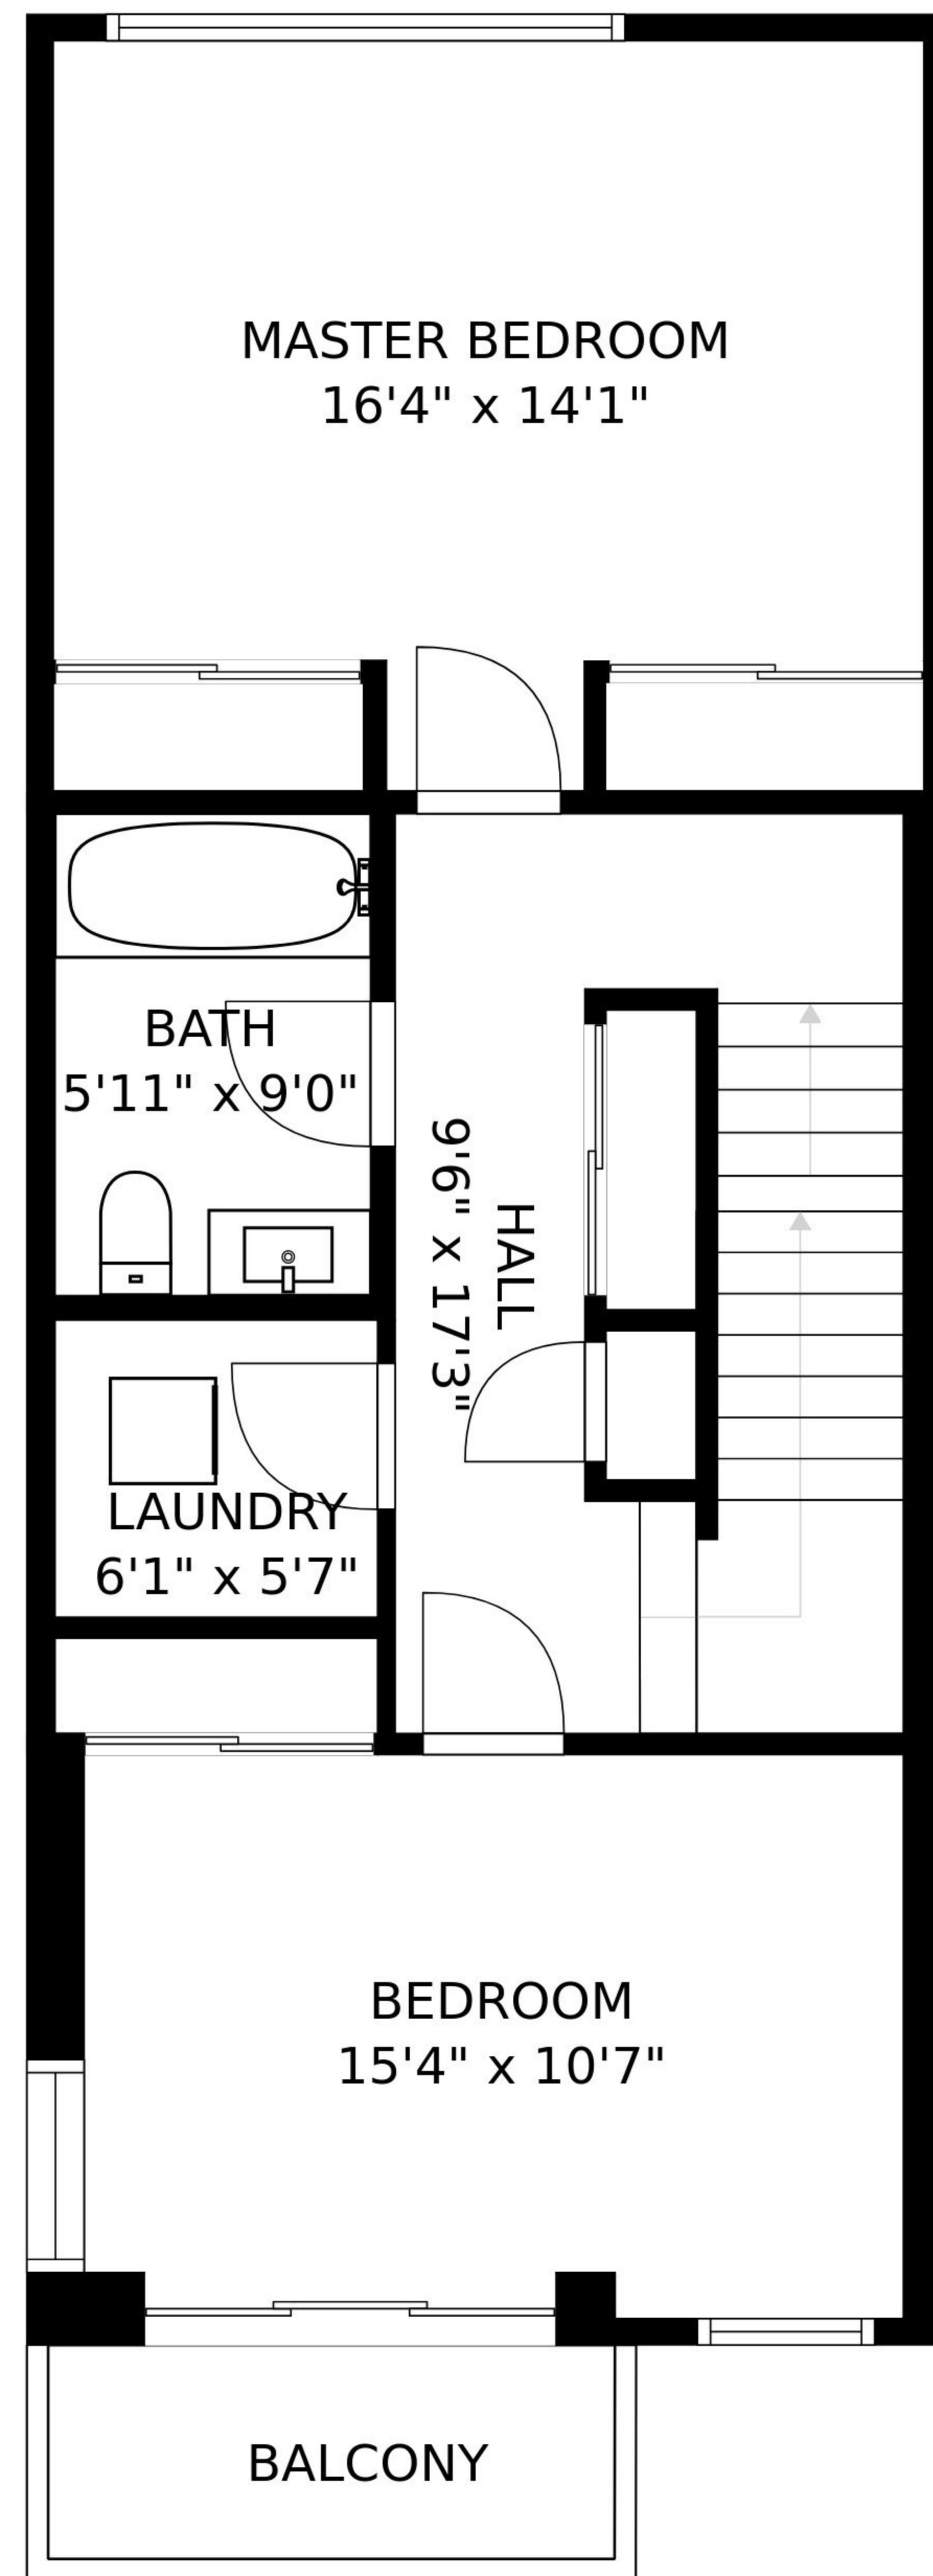 MASTER BEDROOM
16'4" x 14'1"
BATH
5'11" x 9'0"
HALL
9'6" x 17'3"
LAUNDRY
6'1" x 5'7"
BEDROOM
15'4" x 10'7"
BALCONY